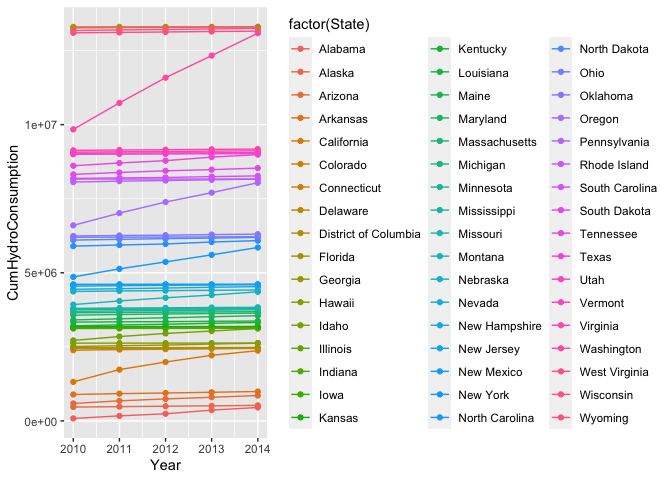 factor(State)
Alabama
Alaska
Arizona
Arkansas
California
Colorado
Connecticut
Delaware
District of Columbia
Florida
Georgia
Hawaii
Idaho
Illinois
Indiana
Iowa
Kansas
Kentucky
Louisiana
Maine
Maryland
Massachusetts
Michigan
Minnesota
Mississippi
Missouri
Montana
Nebraska
Nevada
New Hampshire
New Jersey
New Mexico
New York
North Carolina
North Dakota
Ohio
Oklahoma
Oregon
Pennsylvania
Rhode Island
South Carolina
South Dakota
Tennessee
Texas
Utah
Vermont
Virginia
Washington
West Virginia
Wisconsin
Wyoming
CumHydroConsumption
1e+07
5e+06
0e+00
2010 2011 2012 2013 2014
Year